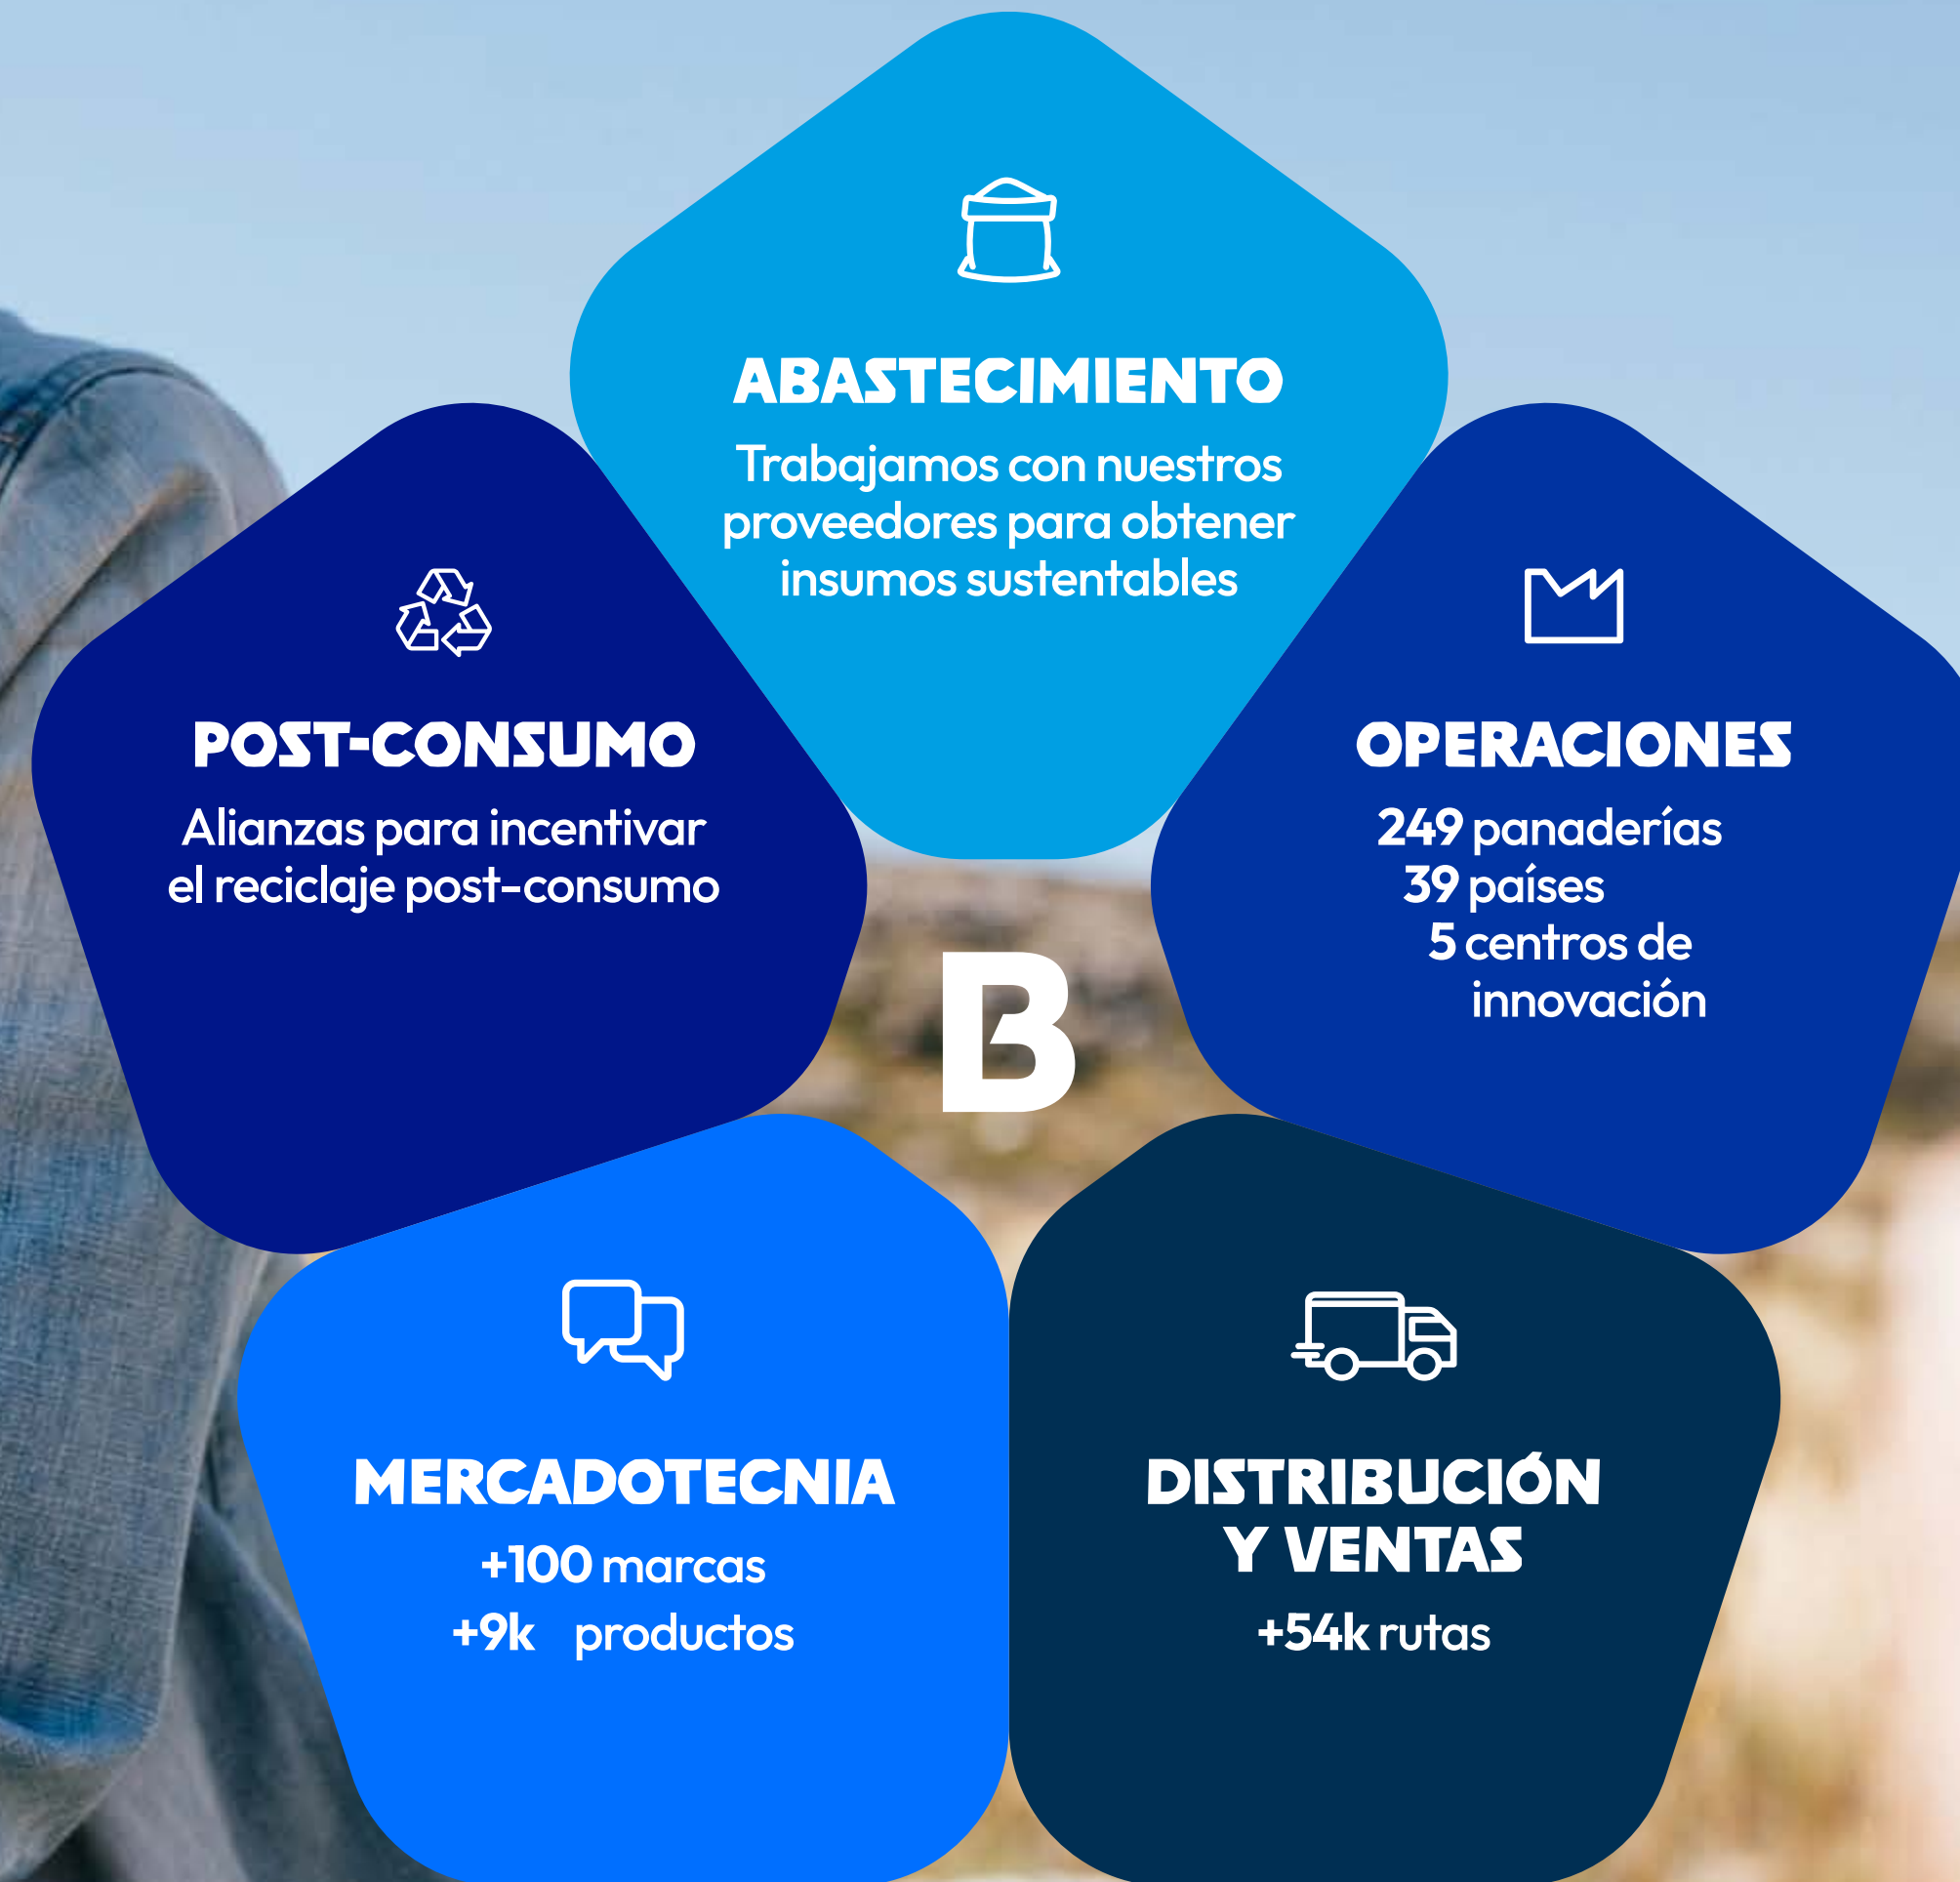 ABASTECIMIENTO
Trabajamos con nuestros
proveedores para obtener
insumos sustentables
OPERACIONES
249 panaderías
39 países
5 centros de
innovación
DISTRIBUCIÓN
Y VENTAS
+54k rutas
MERCADOTECNIA
+100 marcas
+9k productos
POST-CONSUMO
Alianzas para incentivar
el reciclaje post-consumo
B